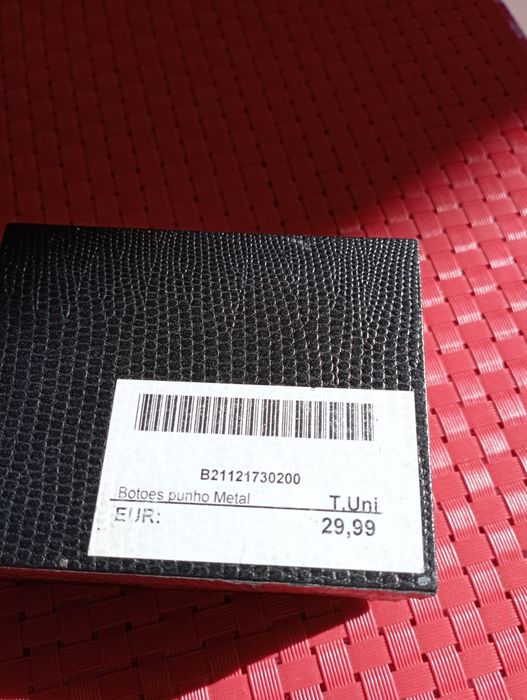 B21121730200
Botoes punho Metal T.Uni
EUR: 29,99